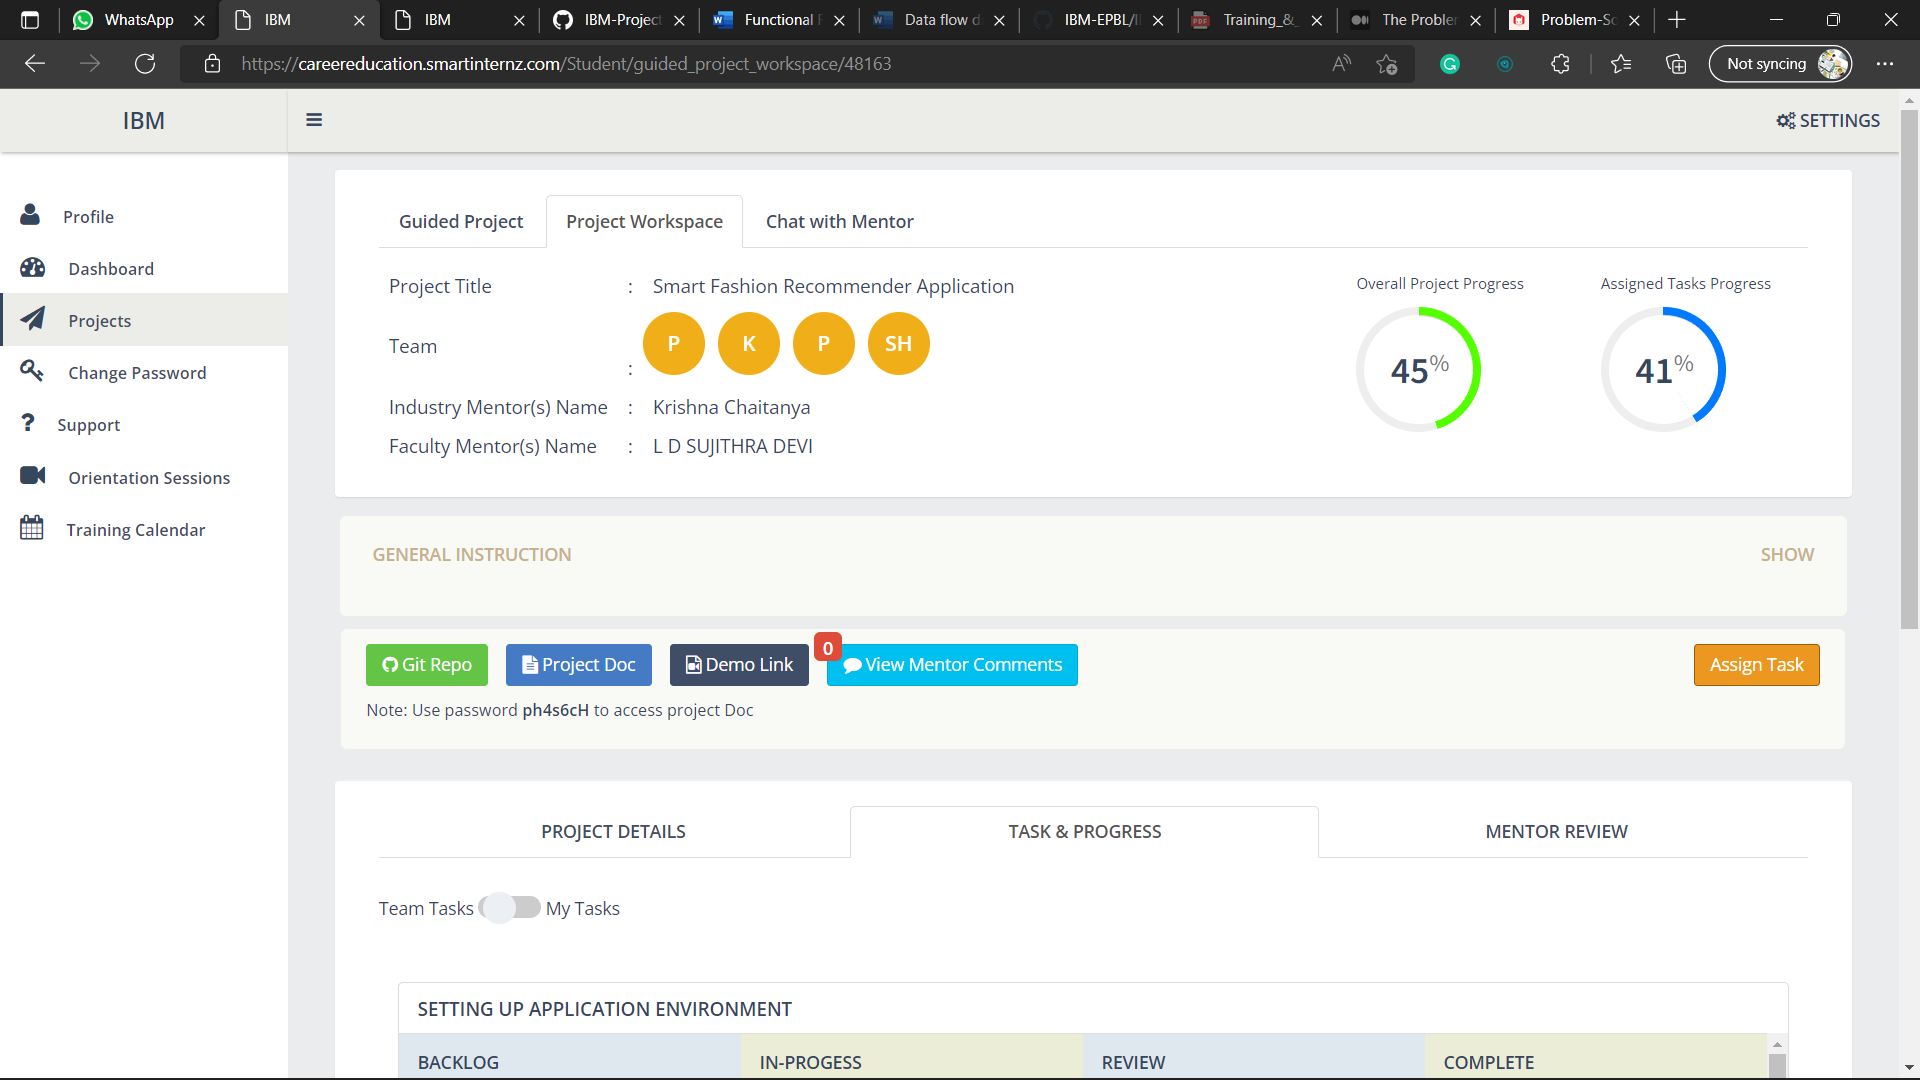 WhatsApp
IBM
IBM
IBM-Project
Functional
Data flow d
IBM-EPBL/I
Training_&_
The Problem
Problem-So
https://careereducation.smartinternz.com/Student/guided_project_workspace/48163
Not syncing
IBM
SETTINGS
Profile
Dashboard
Projects
Change Password
Support
Orientation Sessions
Training Calendar
Guided Project
Project Workspace
Chat with Mentor
Project Title : Smart Fashion Recommender Application
Team : P K P SH
Industry Mentor(s) Name : Krishna Chaitanya
Faculty Mentor(s) Name : L D SUJITHRA DEVI
Overall Project Progress
45%
Assigned Tasks Progress
41%
GENERAL INSTRUCTION
SHOW
Git Repo
Project Doc
Demo Link
0
View Mentor Comments
Assign Task
Note: Use password ph4s6cH to access project Doc
PROJECT DETAILS
TASK & PROGRESS
MENTOR REVIEW
Team Tasks
My Tasks
SETTING UP APPLICATION ENVIRONMENT
BACKLOG
IN-PROGESS
REVIEW
COMPLETE